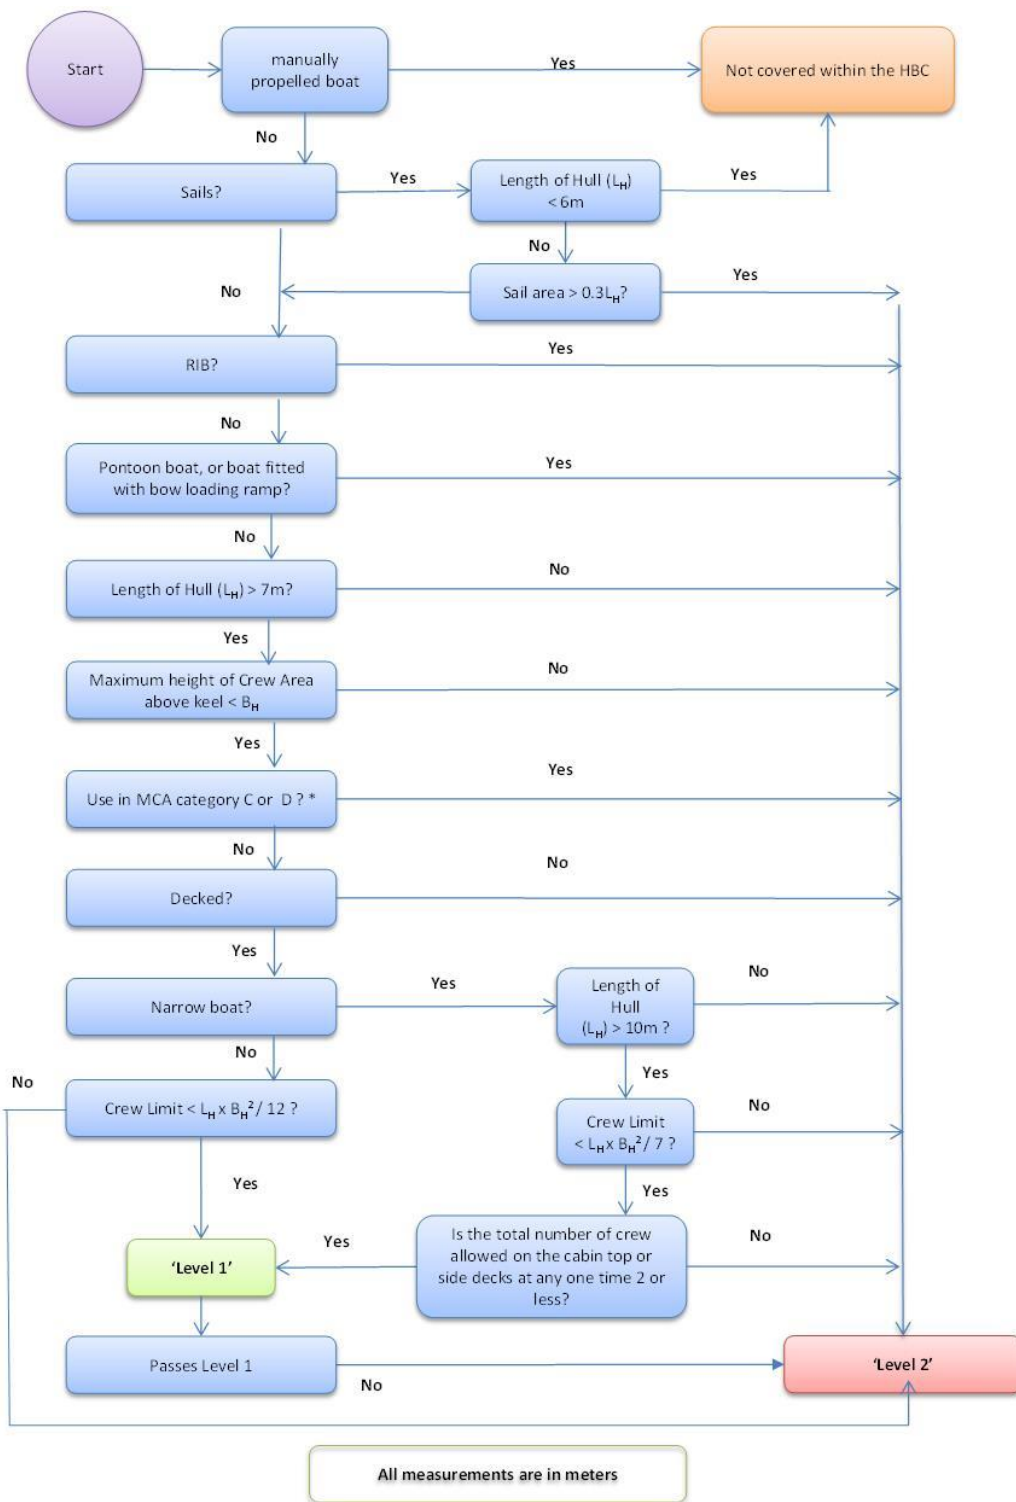 Start
manually
propelled boat
Yes
Not covered within the HBC
No
Sails?
Yes
Length of Hull (LH)
< 6m
Yes
No
No
Sail area > 0.3LH?
Yes
RIB?
Yes
No
Pontoon boat, or boat fitted
with bow loading ramp?
Yes
No
Length of Hull (LH) > 7m?
No
Yes
Maximum height of Crew Area
above keel < BH
No
Yes
Use in MCA category C or D ? *
Yes
No
Decked?
No
Yes
Narrow boat?
Yes
Length of
Hull
(LH) > 10m ?
No
No
Yes
No
Crew Limit < LH x BH² / 12 ?
Crew Limit
< LH x BH² / 7 ?
No
Yes
Yes
'Level 1'
Yes
Is the total number of crew
allowed on the cabin top or
side decks at any one time 2 or
less?
No
Passes Level 1
No
'Level 2'
All measurements are in meters